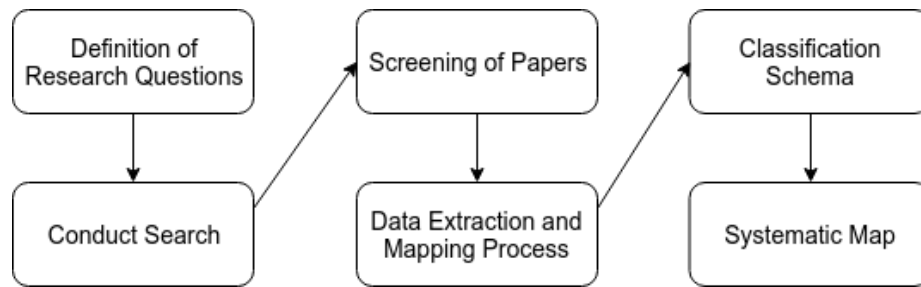 Definition of
Research Questions
Conduct Search
Screening of Papers
Data Extraction and
Mapping Process
Classification
Schema
Systematic Map